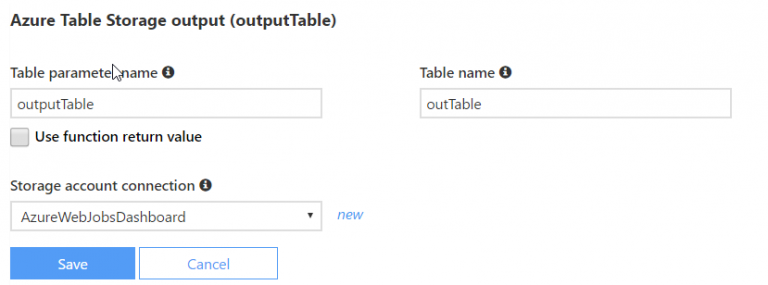 Azure Table Storage output (outputTable)
Table parameter name
Table name
outputTable
outTable
Use function return value
Storage account connection
AzureWebJobsDashboard
new
Save
Cancel